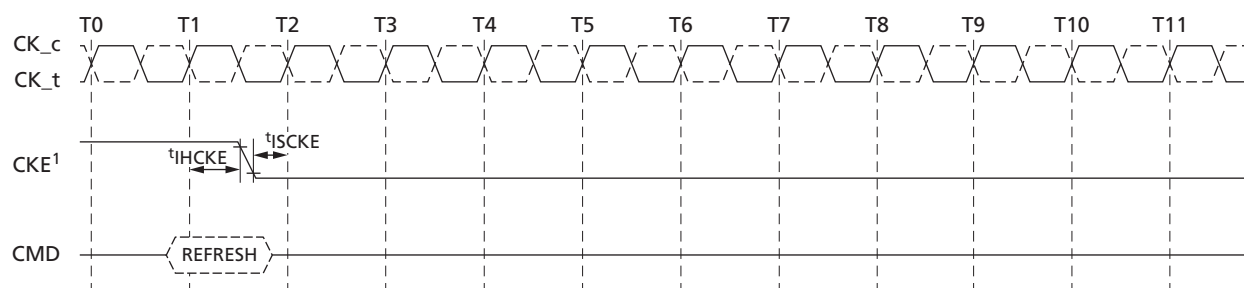 T0 T1 T2 T3 T4 T5 T6 T7 T8 T9 T10 T11
CK_c
CK_t
tISCKE
tIHCKE
CKE1
CMD
REFRESH